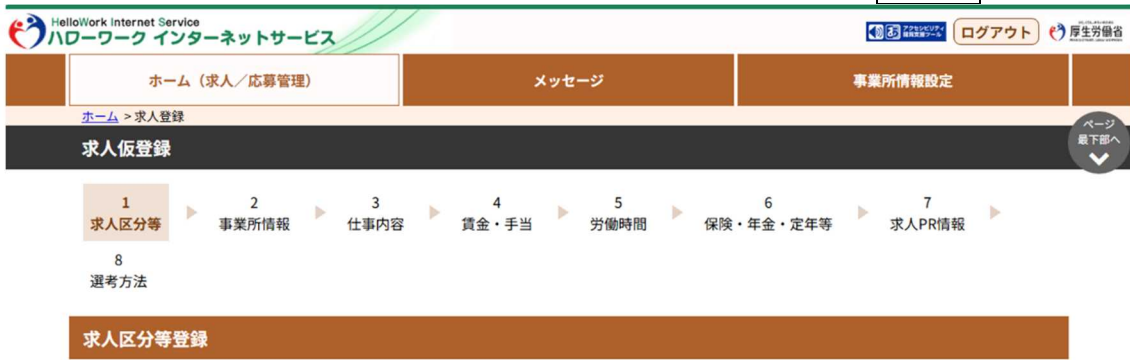 HelloWork Internet Service
ハローワーク インターネットサービス
ログアウト
厚生労働省
ホーム（求人／応募管理）
メッセージ
事業所情報設定
ホーム > 求人登録
ページ
最下部へ
求人仮登録
1
求人区分等
2
事業所情報
3
仕事内容
4
賃金・手当
5
労働時間
6
保険・年金・定年等
7
求人PR情報
8
選考方法
求人区分等登録